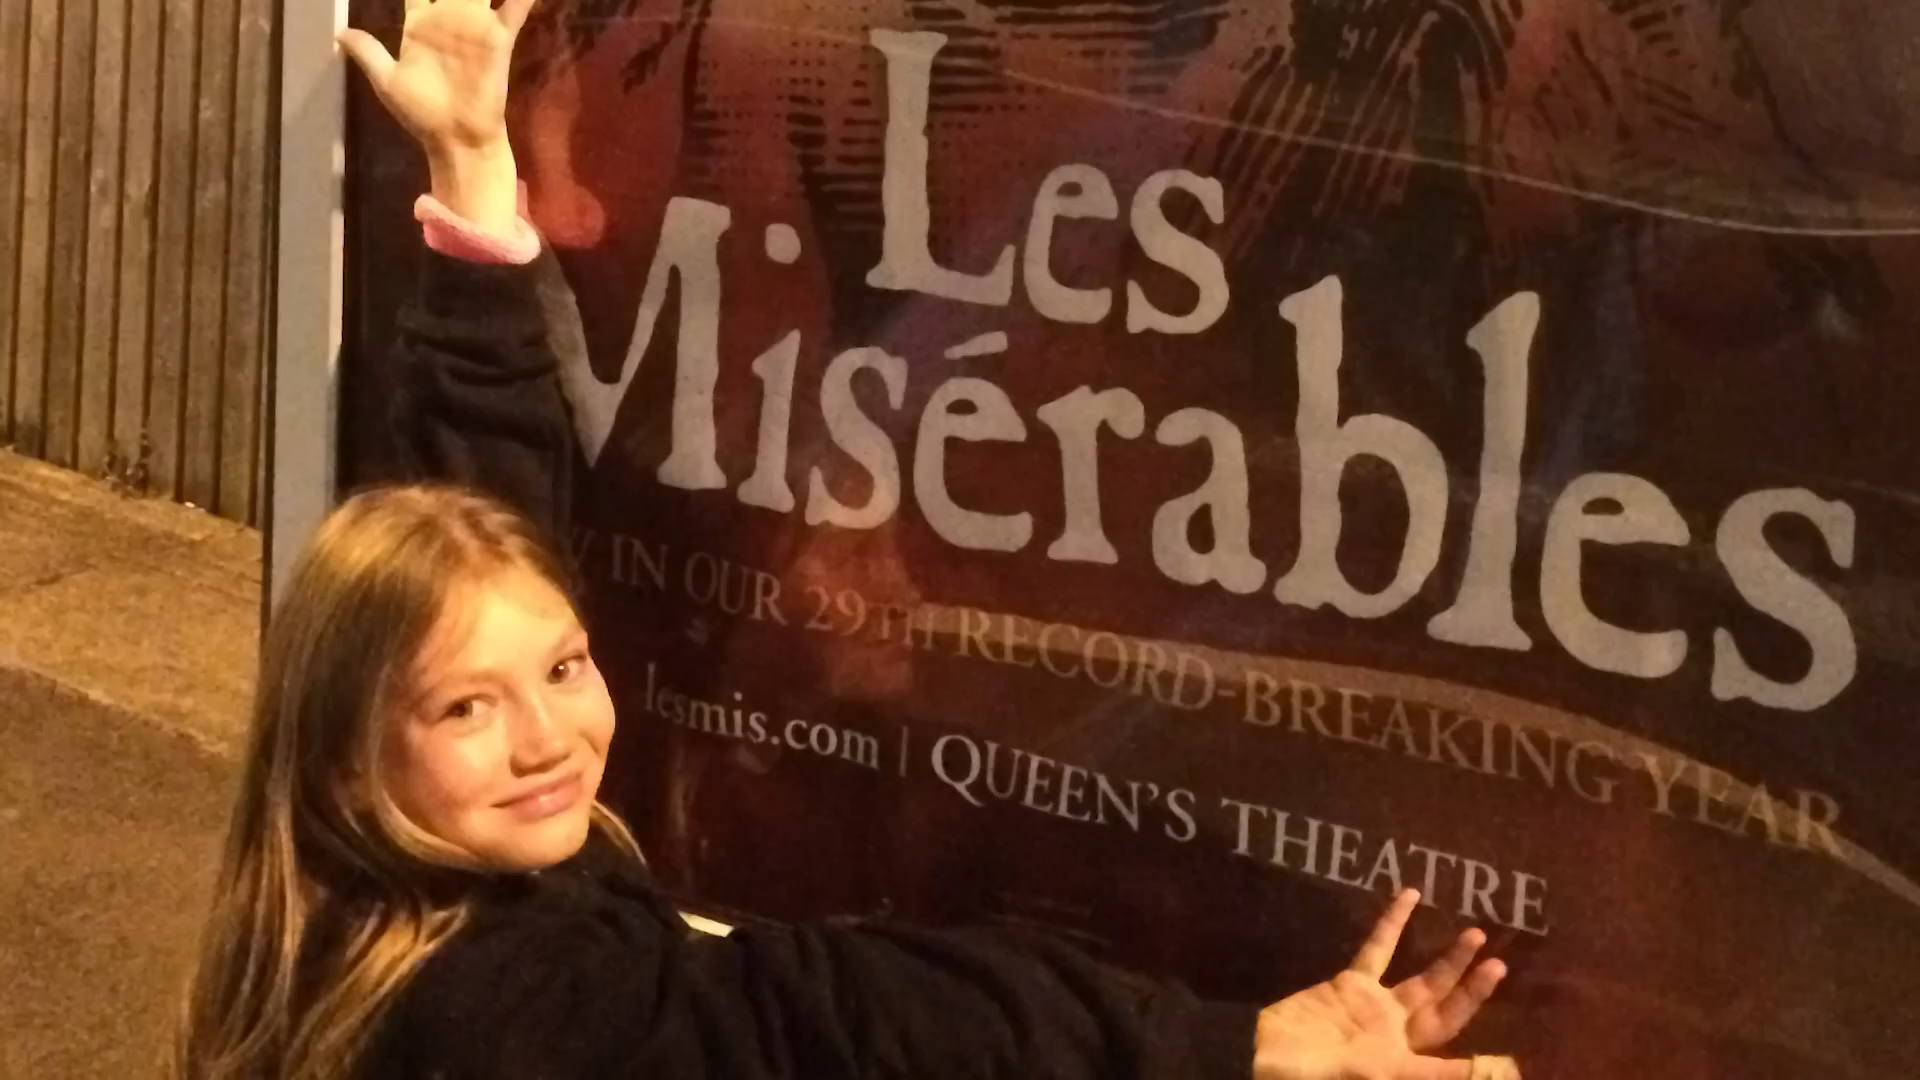 Les
Misérables
IN OUR 29TH RECORD-BREAKING YEAR
lesmis.com | QUEEN'S THEATRE